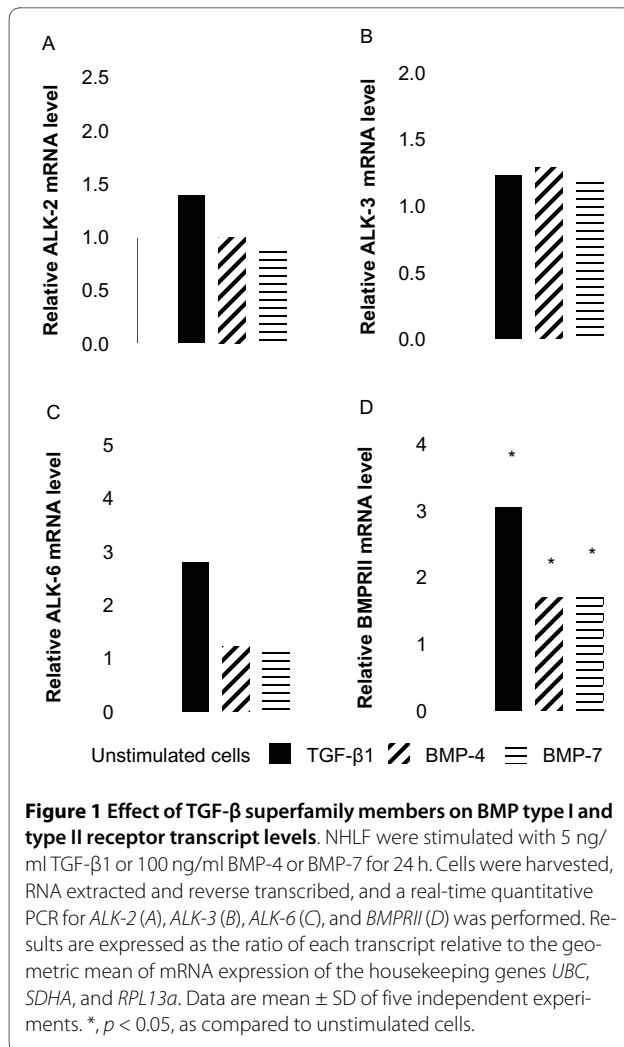 A
Relative ALK-2 mRNA level
2.5
2.0
1.5
1.0
0.5
0.0
B
Relative ALK-3 mRNA level
2.0
1.5
1.0
0.5
0.0
C
Relative ALK-6 mRNA level
5
4
3
2
1
0
D
Relative BMPRII mRNA level
4
3
2
1
0
*
*
*
Unstimulated cells TGF-β1 BMP-4 BMP-7
Figure 1 Effect of TGF-β superfamily members on BMP type I and
type II receptor transcript levels. NHLF were stimulated with 5 ng/
ml TGF-β1 or 100 ng/ml BMP-4 or BMP-7 for 24 h. Cells were harvested,
RNA extracted and reverse transcribed, and a real-time quantitative
PCR for ALK-2 (A), ALK-3 (B), ALK-6 (C), and BMPRII (D) was performed. Re-
sults are expressed as the ratio of each transcript relative to the geo-
metric mean of mRNA expression of the housekeeping genes UBC,
SDHA, and RPL13a. Data are mean ± SD of five independent experi-
ments. *, p < 0.05, as compared to unstimulated cells.